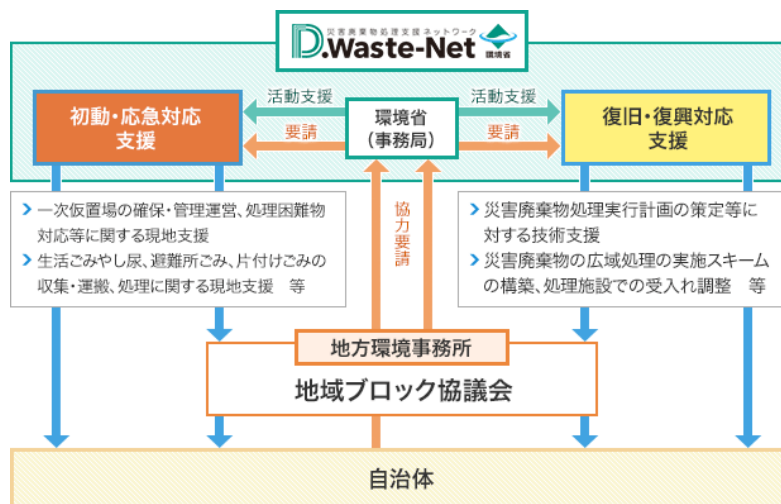 災害廃棄物処理支援ネットワーク
D.Waste-Net
環境省
初動・応急対応
支援
活動支援
要請
環境省
(事務局)
活動支援
要請
復旧・復興対応
支援
一次仮置場の確保・管理運営、処理困難物
対応等に関する現地支援
生活ごみやし尿、避難所ごみ、片付けごみの
収集・運搬、処理に関する現地支援 等
協力要請
災害廃棄物処理実行計画の策定等に
対する技術支援
災害廃棄物の広域処理の実施スキーム
の構築、処理施設での受入れ調整 等
地方環境事務所
地域ブロック協議会
自治体